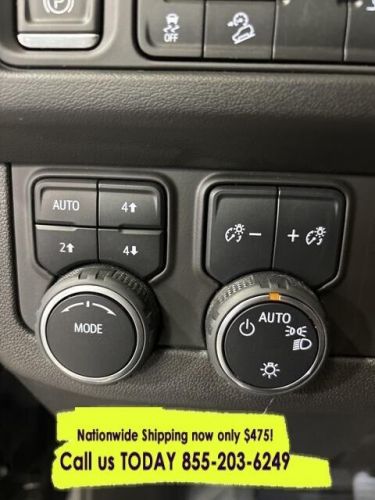 P
OFF
AUTO 4⬆
2⬆ 4⬇
- +
MODE
AUTO
Nationwide Shipping now only $475!
Call us TODAY 855-203-6249